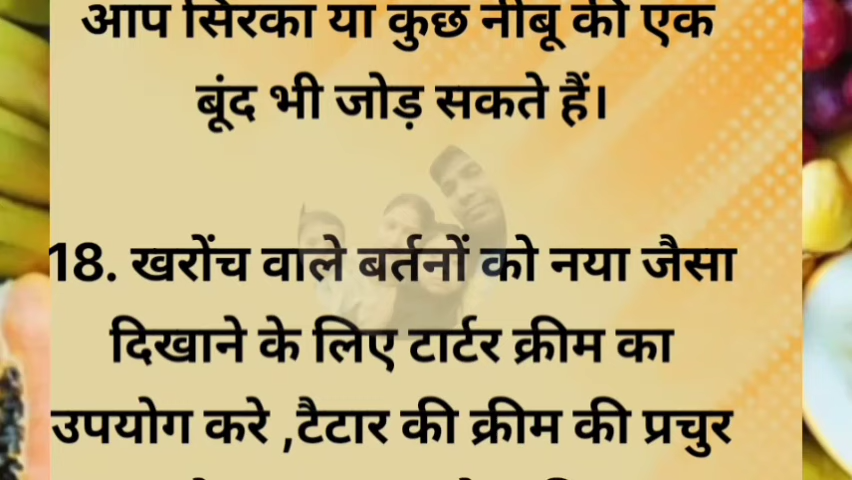 आप सिरका या कुछ नींबू की एक
बूंद भी जोड़ सकते हैं।
18. खरोंच वाले बर्तनों को नया जैसा
दिखाने के लिए टार्टर क्रीम का
उपयोग करे ,टैटार की क्रीम की प्रचुर